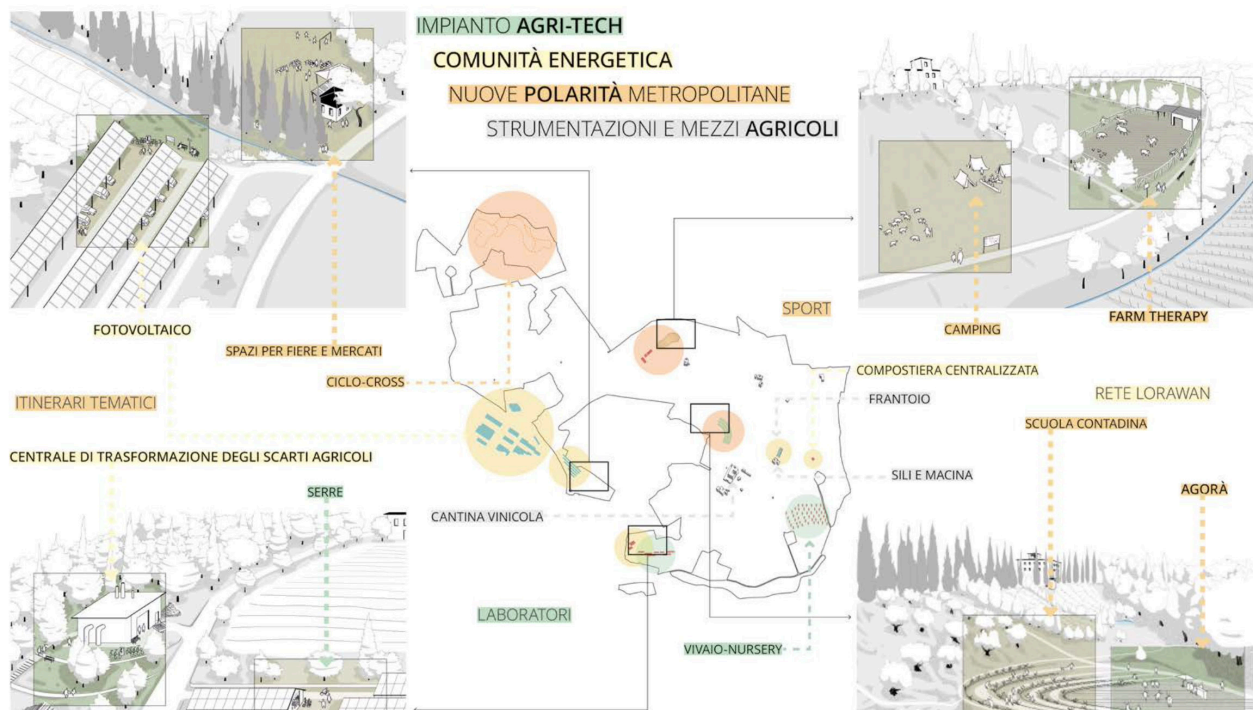 IMPIANTO AGRI-TECH
COMUNITÀ ENERGETICA
NUOVE POLARITÀ METROPOLITANE
STRUMENTAZIONI E MEZZI AGRICOLI
FOTOVOLTAICO
SPAZI PER FIERE E MERCATI
CICLO-CROSS
ITINERARI TEMATICI
CENTRALE DI TRASFORMAZIONE DEGLI SCARTI AGRICOLI
SERRE
CANTINA VINICOLA
LABORATORI
SPORT
CAMPING
FARM THERAPY
COMPOSTIERA CENTRALIZZATA
FRANTOIO
RETE LORAWAN
SCUOLA CONTADINA
SILI E MACINA
AGORÀ
VIVAIO-NURSERY